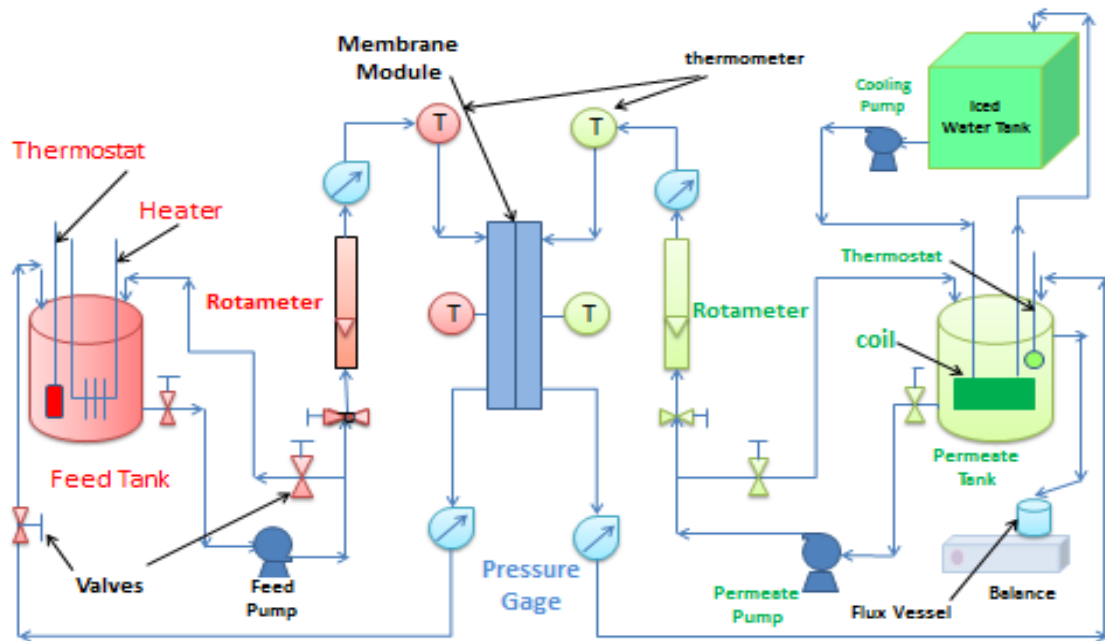 Membrane
Module
thermometer
Cooling
Pump
Iced
Water Tank
T
T
Thermostat
Heater
Thermostat
Rotameter
T
T
Rotameter
coil
Feed Tank
Permeate
Tank
Valves
Feed
Pump
Pressure
Gage
Permeate
Pump
Flux Vessel
Balance